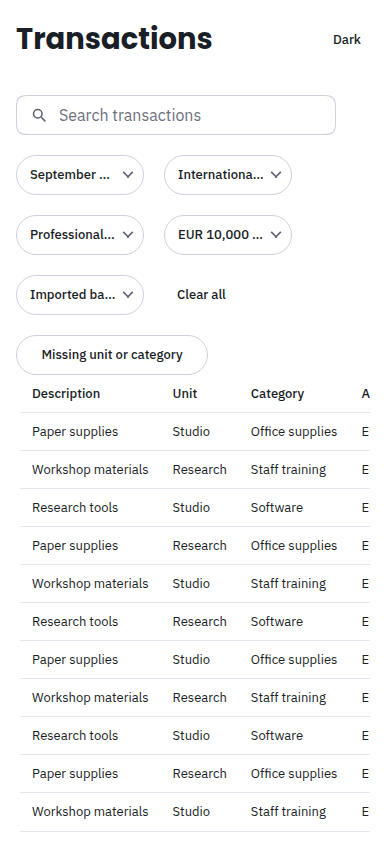 Transactions
Dark
Search transactions
September ... Internationa...
Professional... EUR 10,000 ...
Imported ba... Clear all
Missing unit or category
Description Unit Category A
Paper supplies Studio Office supplies E
Workshop materials Research Staff training E
Research tools Studio Software E
Paper supplies Research Office supplies E
Workshop materials Studio Staff training E
Research tools Research Software E
Paper supplies Studio Office supplies E
Workshop materials Research Staff training E
Research tools Studio Software E
Paper supplies Research Office supplies E
Workshop materials Studio Staff training E